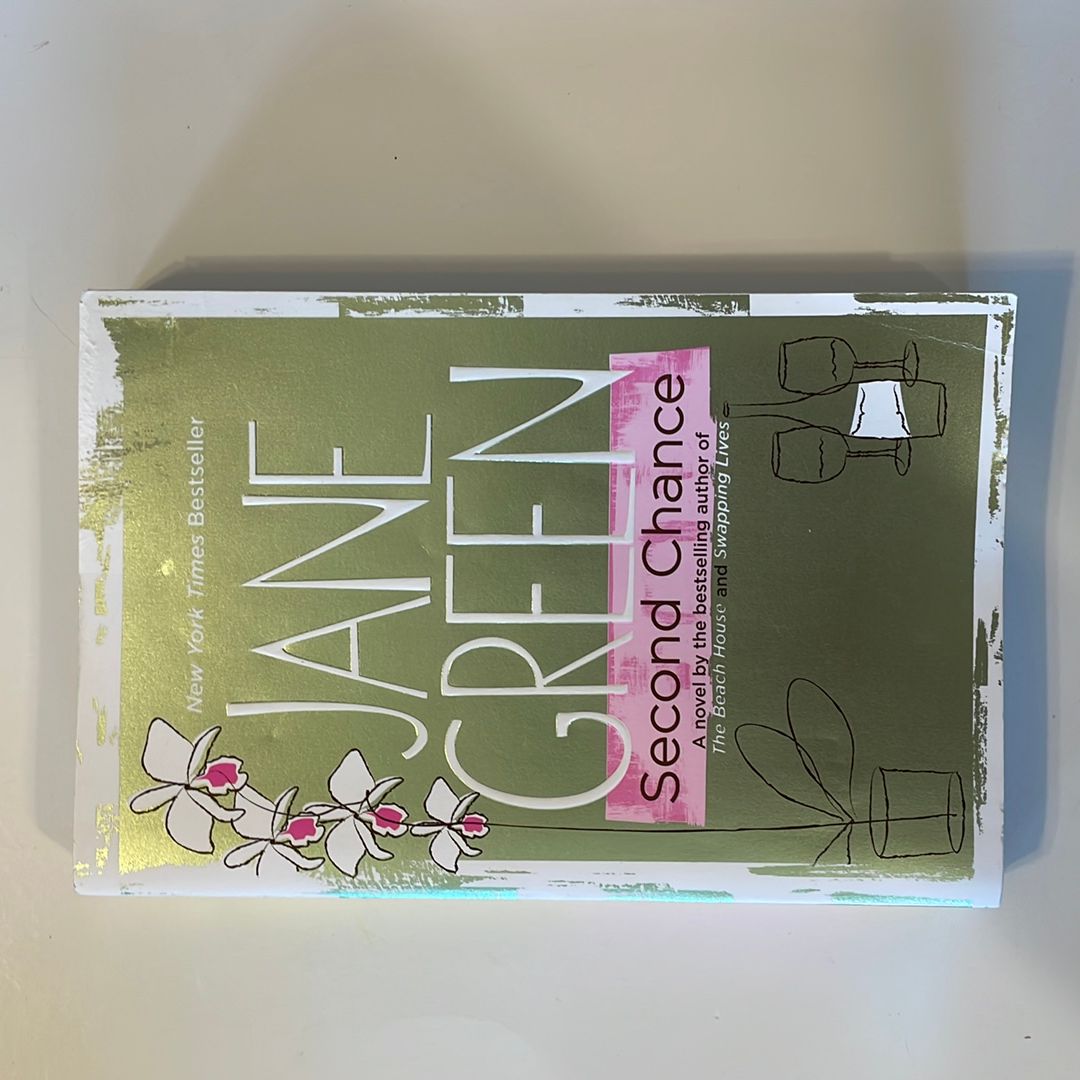 New York Times Bestseller
JANE
GREEN
Second Chance
A novel by the bestselling author of
The Beach House and Swapping Lives